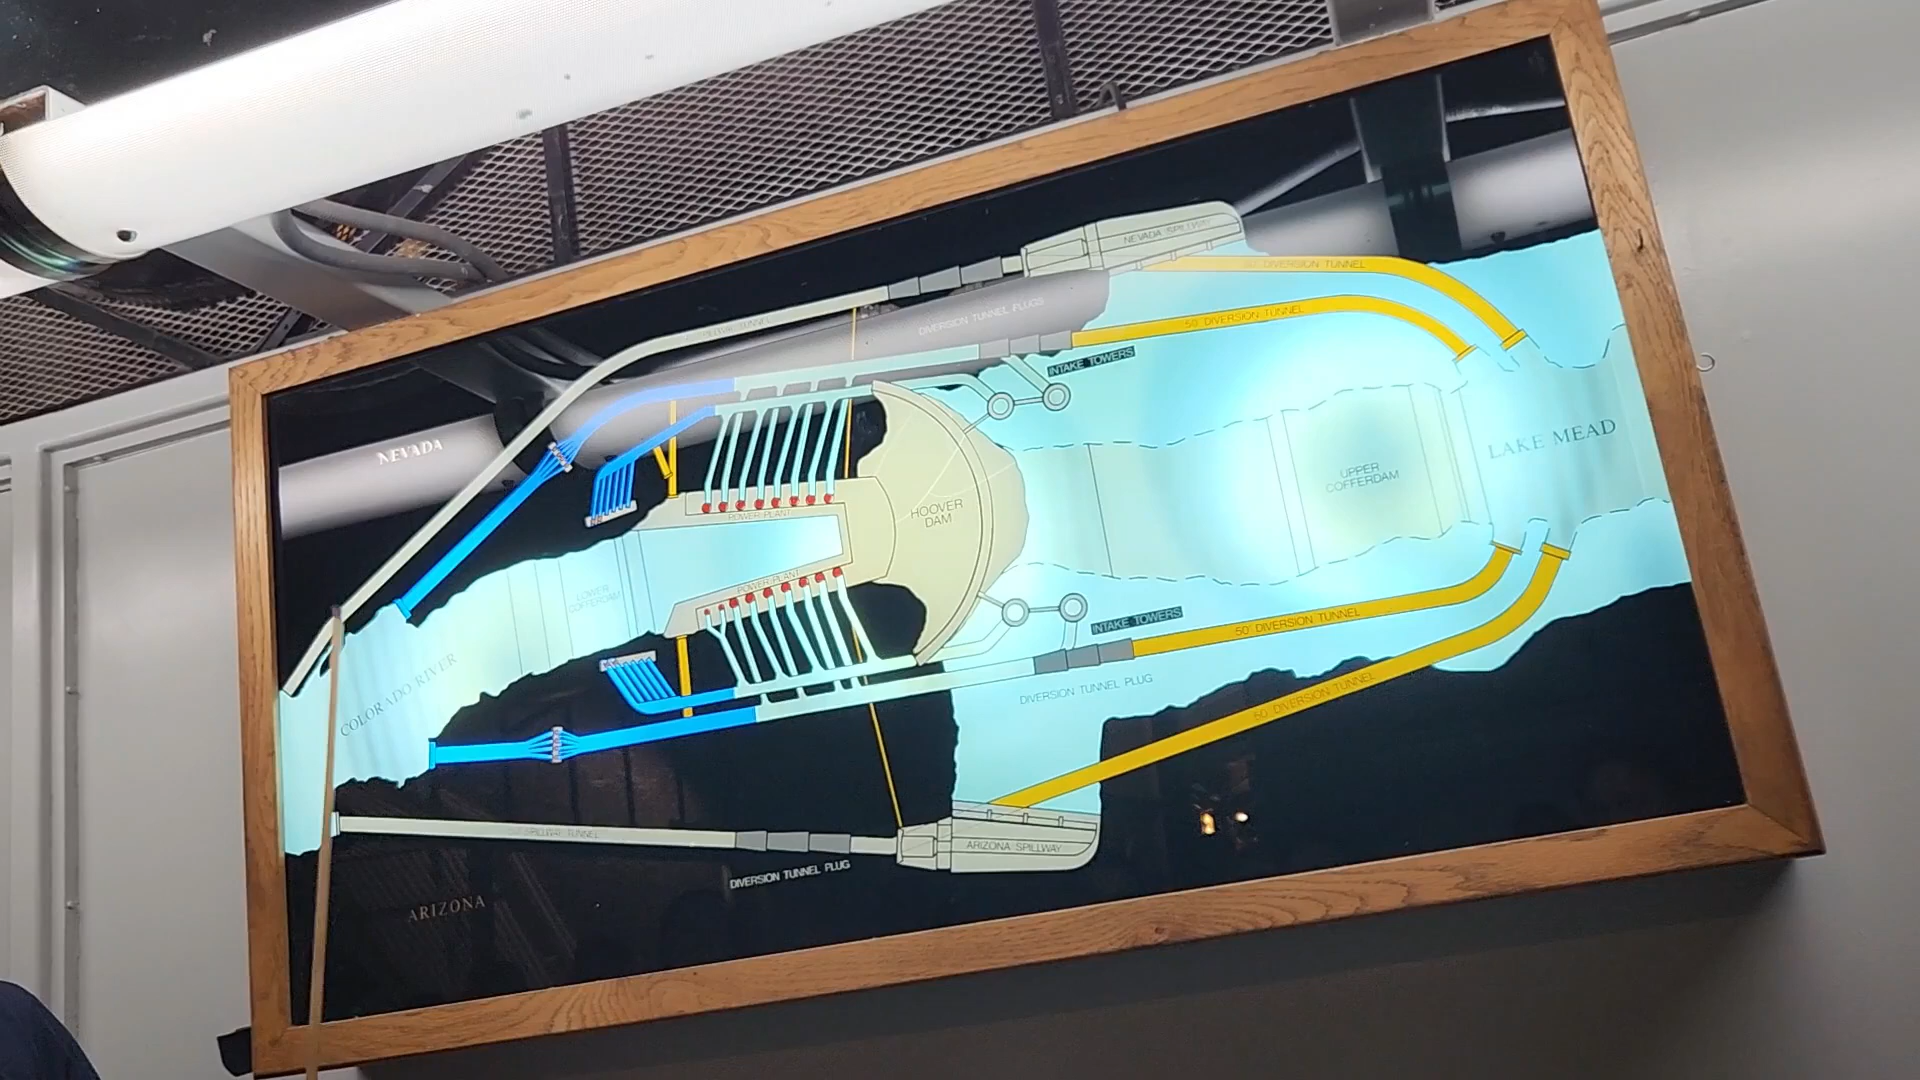 NEVADA SPILLWAY
50' DIVERSION TUNNEL
DIVERSION TUNNEL PLUGS
50' DIVERSION TUNNEL
INTAKE TOWERS
NEVADA
LAKE MEAD
UPPER
COFFERDAM
POWER PLANT
HOOVER
DAM
POWER PLANT
LOWER
COFFERDAM
COLORADO RIVER
INTAKE TOWERS
50' DIVERSION TUNNEL
DIVERSION TUNNEL PLUG
50' DIVERSION TUNNEL
SPILLWAY TUNNEL
ARIZONA SPILLWAY
DIVERSION TUNNEL PLUG
ARIZONA